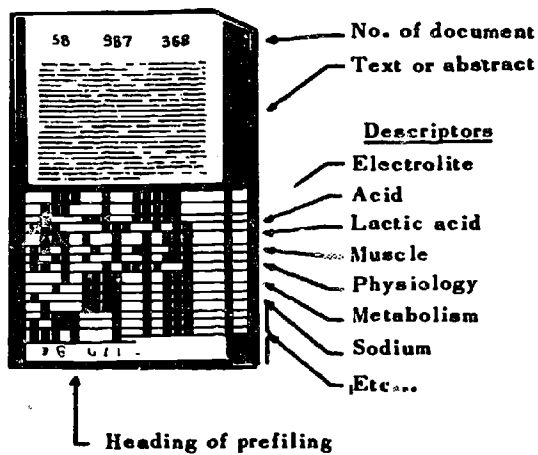 58 987 368
No. of document
Text or abstract
Descriptors
Electrolite
Acid
Lactic acid
Muscle
Physiology
Metabolism
Sodium
Etc...
Heading of prefiling